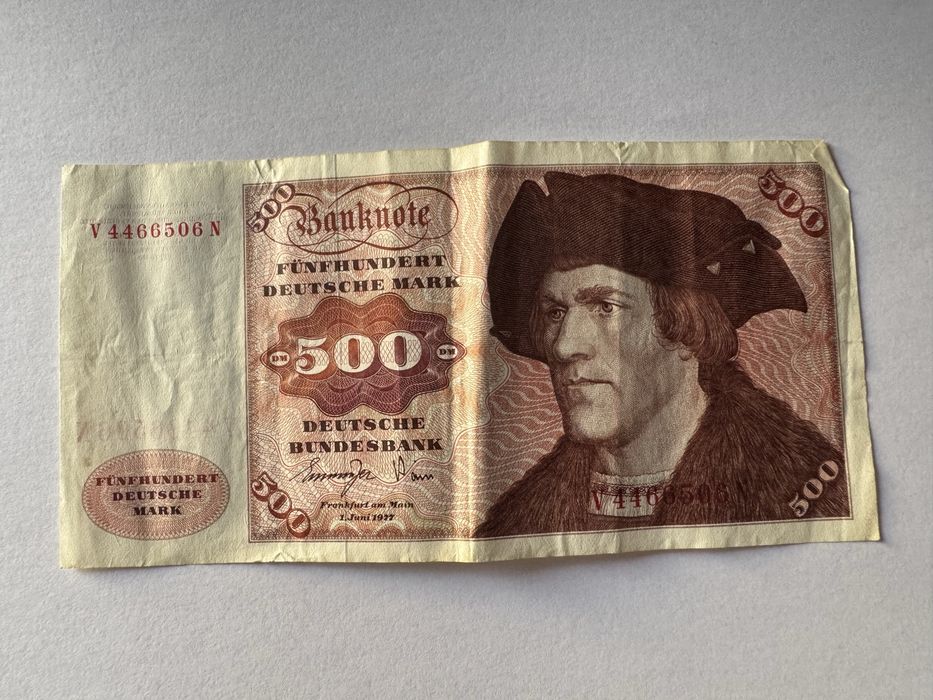 V 4466506 N
500
Banknote
FÜNFHUNDERT
DEUTSCHE MARK
DM 500 DM
DEUTSCHE
BUNDESBANK
Frankfurt am Main
1. Juni 1977
500
FÜNFHUNDERT
DEUTSCHE
MARK
500
V 4466506
500